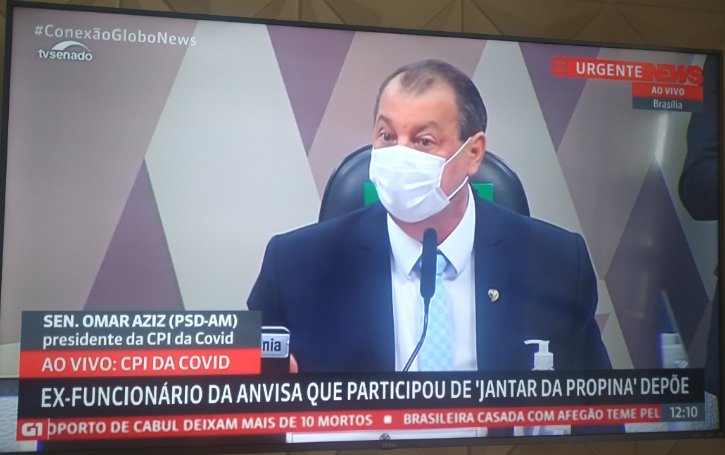 #ConexãoGloboNews
tvsenado
URGENTE NEWS
AO VIVO
Brasília
SEN. OMAR AZIZ (PSD-AM)
presidente da CPI da Covid
nia
AO VIVO: CPI DA COVID
EX-FUNCIONÁRIO DA ANVISA QUE PARTICIPOU DE 'JANTAR DA PROPINA' DEPÕE
G1 OPORTO DE CABUL DEIXAM MAIS DE 10 MORTOS BRASILEIRA CASADA COM AFEGÃO TEME PEL 12:10